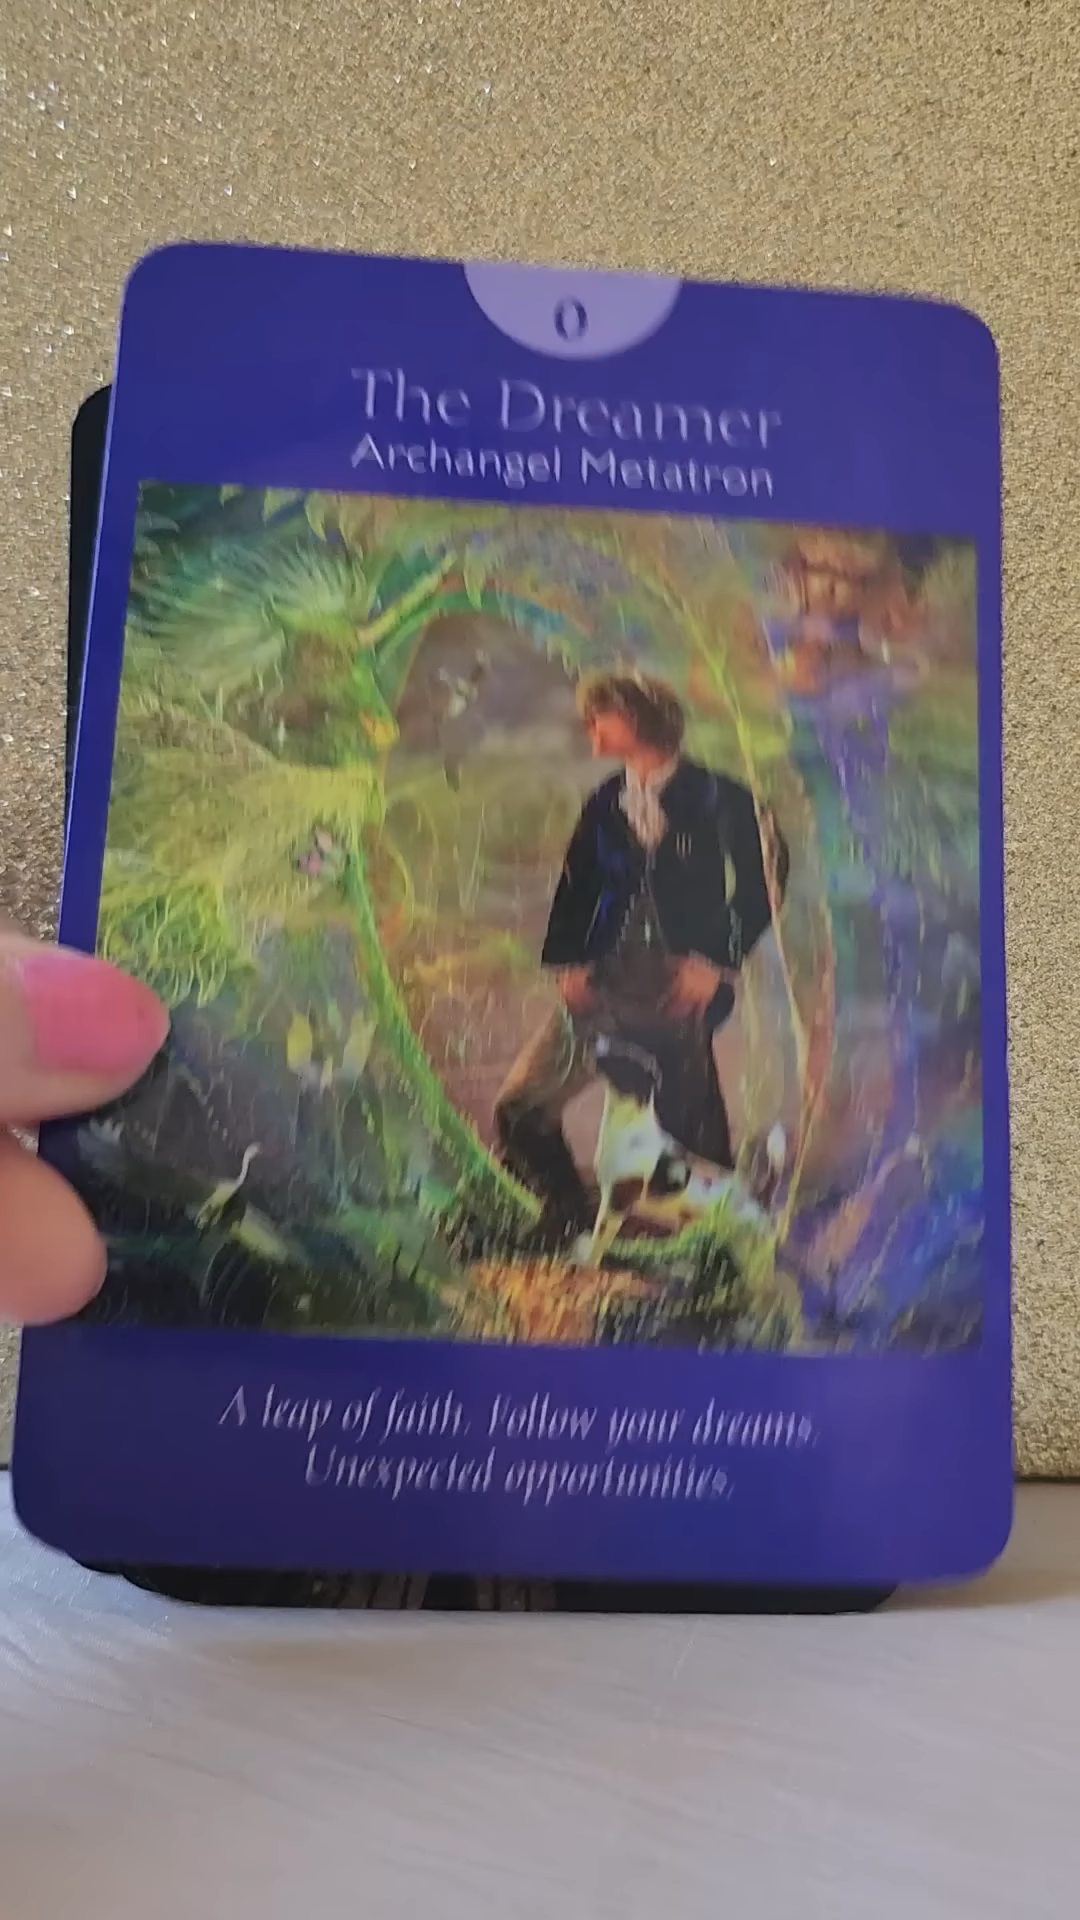 0
The Dreamer
Archangel Metatron
A leap of faith. Follow your dreams.
Unexpected opportunities.